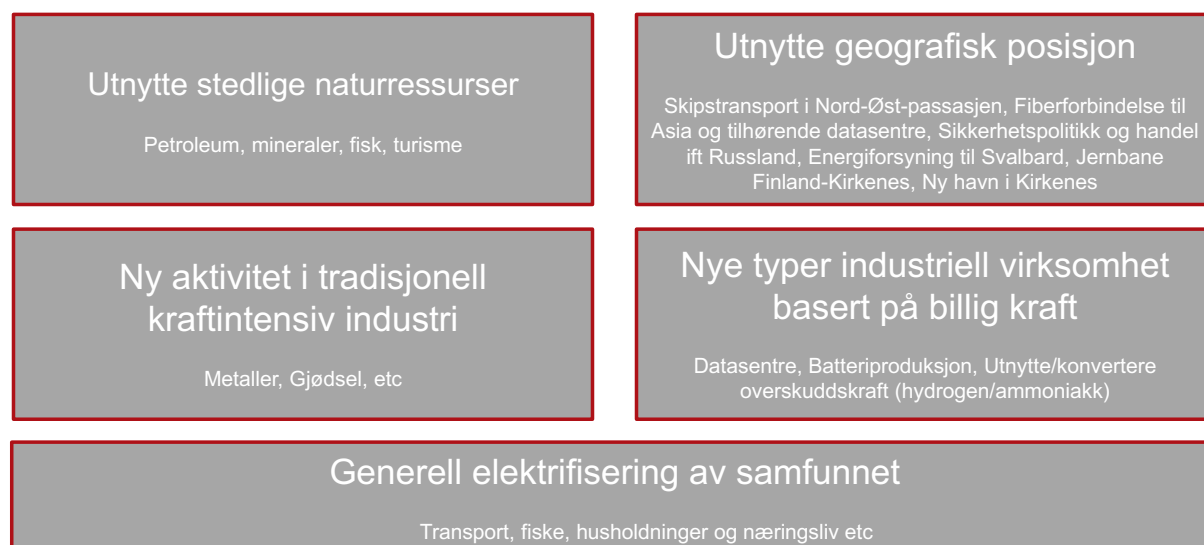 Utnytte stedlige naturressurser
Petroleum, mineraler, fisk, turisme
Utnytte geografisk posisjon
Skipstransport i Nord-Øst-passasjen, Fiberforbindelse til
Asia og tilhørende datasentre, Sikkerhetspolitikk og handel
ift Russland, Energiforsyning til Svalbard, Jernbane
Finland-Kirkenes, Ny havn i Kirkenes
Ny aktivitet i tradisjonell
kraftintensiv industri
Metaller, Gjødsel, etc
Nye typer industriell virksomhet
basert på billig kraft
Datasentre, Batteriproduksjon, Utnytte/konvertere
overskuddskraft (hydrogen/ammoniakk)
Generell elektrifisering av samfunnet
Transport, fiske, husholdninger og næringsliv etc